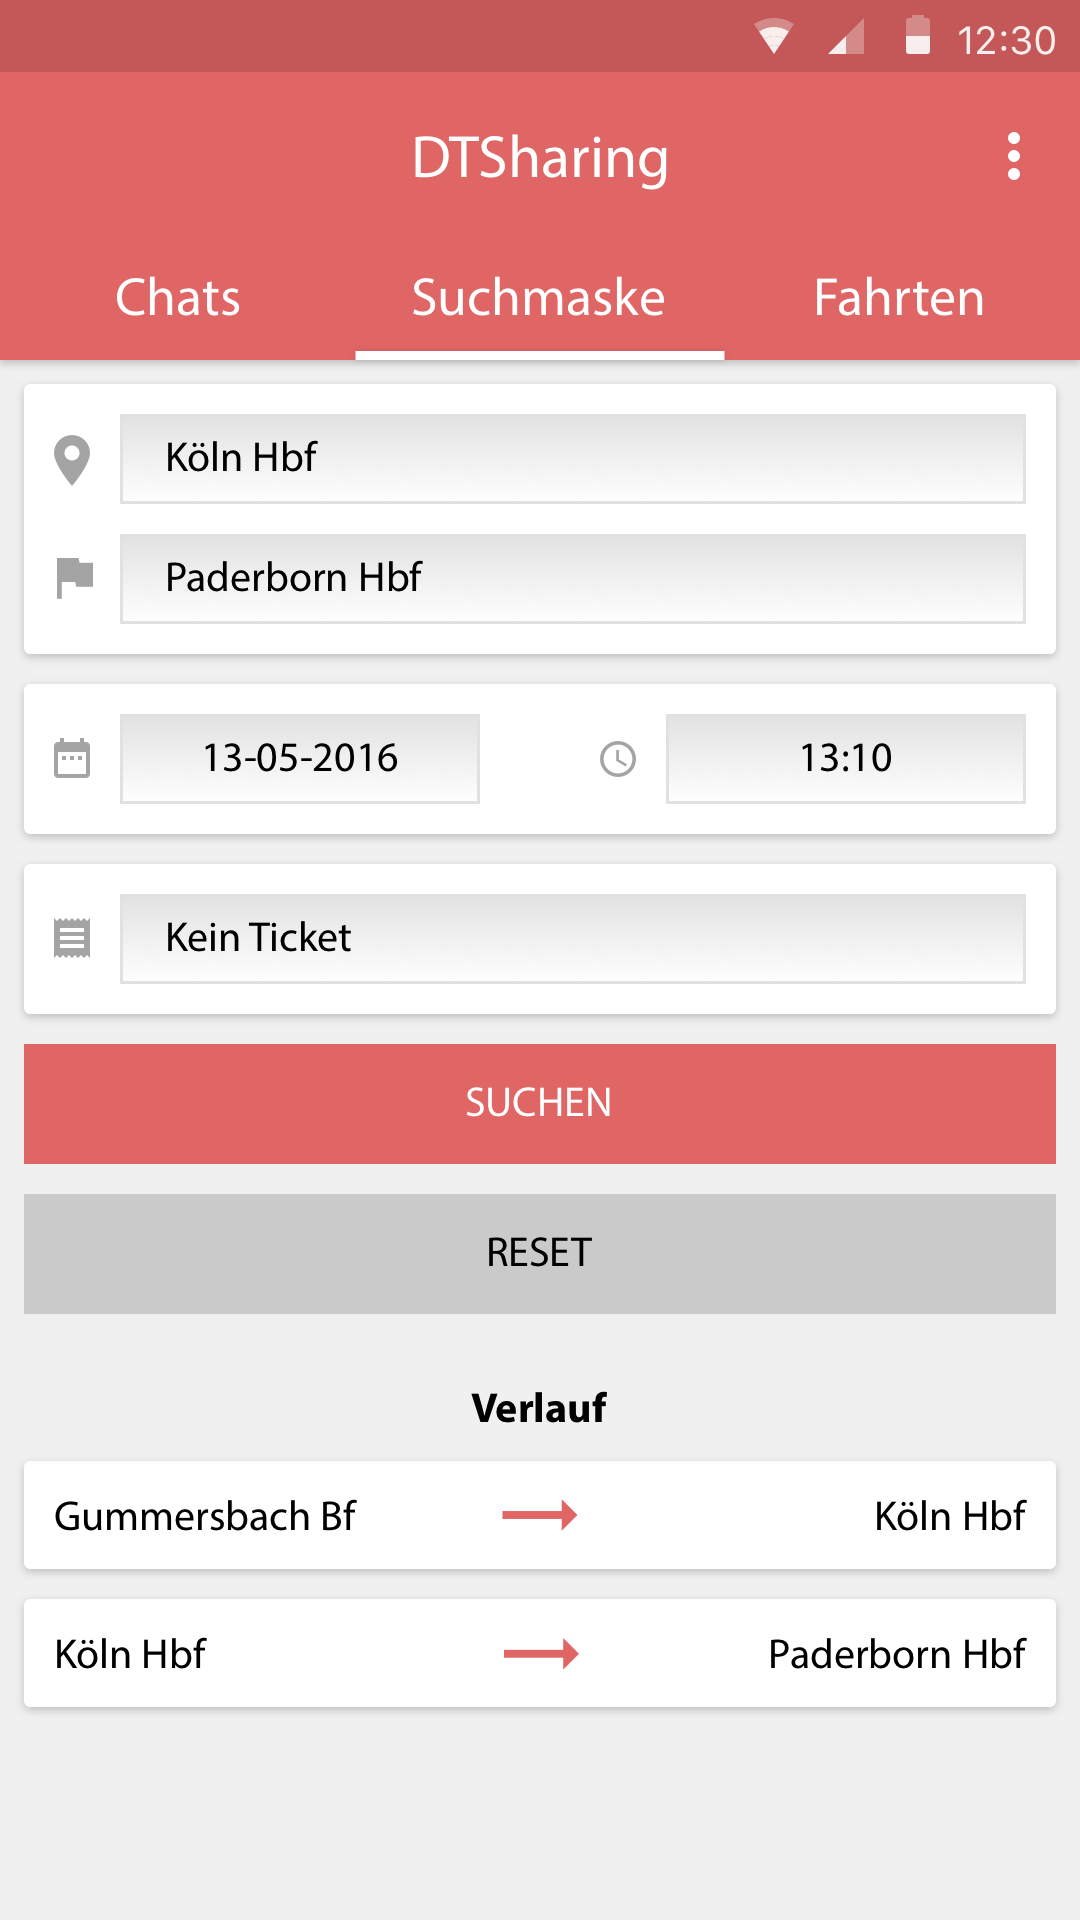 12:30
DTSharing
Chats Suchmaske Fahrten
Köln Hbf
Paderborn Hbf
13-05-2016 13:10
Kein Ticket
SUCHEN
RESET
Verlauf
Gummersbach Bf Köln Hbf
Köln Hbf Paderborn Hbf